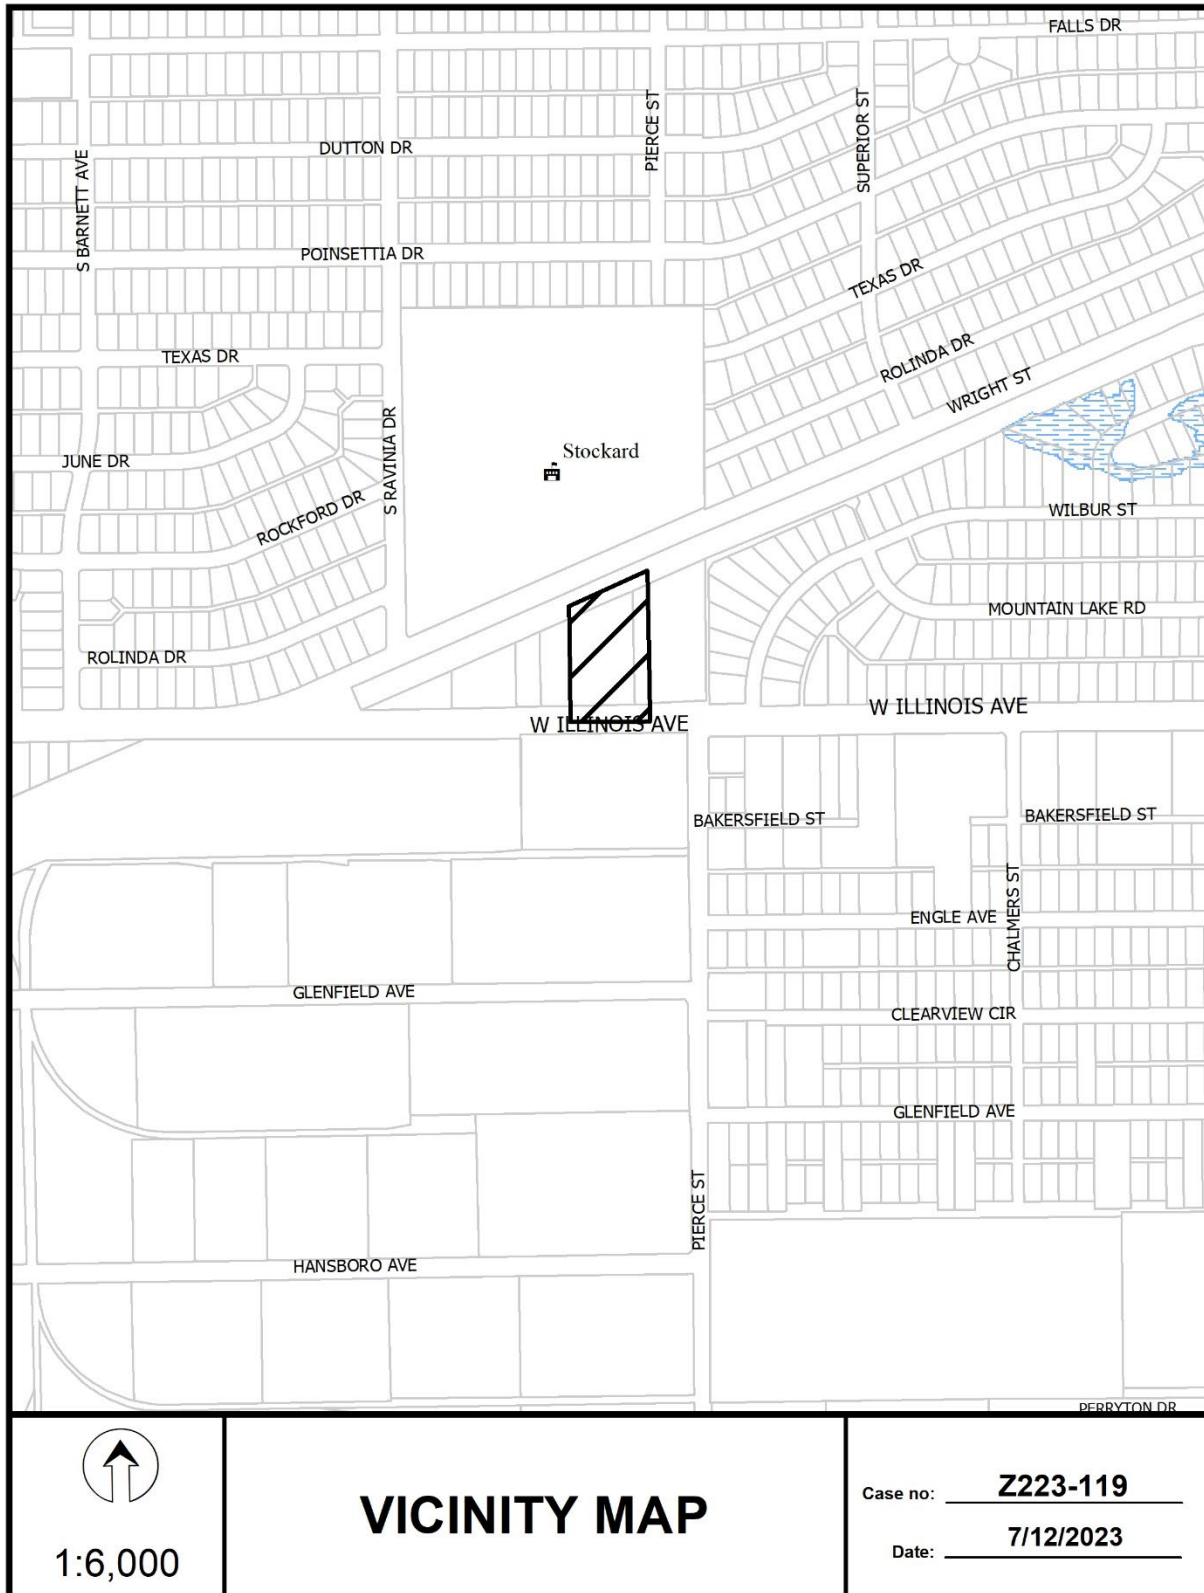 FALLS DR
PIERCE ST
SUPERIOR ST
DUTTON DR
S BARNETT AVE
POINSETTIA DR
TEXAS DR
TEXAS DR
ROLINDA DR
WRIGHT ST
S RAVINIA DR
Stockard
JUNE DR
ROCKFORD DR
WILBUR ST
MOUNTAIN LAKE RD
ROLINDA DR
W ILLINOIS AVE
W ILLINOIS AVE
BAKERSFIELD ST
BAKERSFIELD ST
CHALMERS ST
ENGLE AVE
GLENFIELD AVE
CLEARVIEW CIR
GLENFIELD AVE
PIERCE ST
HANSBORO AVE
PERRYTON DR
1:6,000
VICINITY MAP
Case no: Z223-119
Date: 7/12/2023